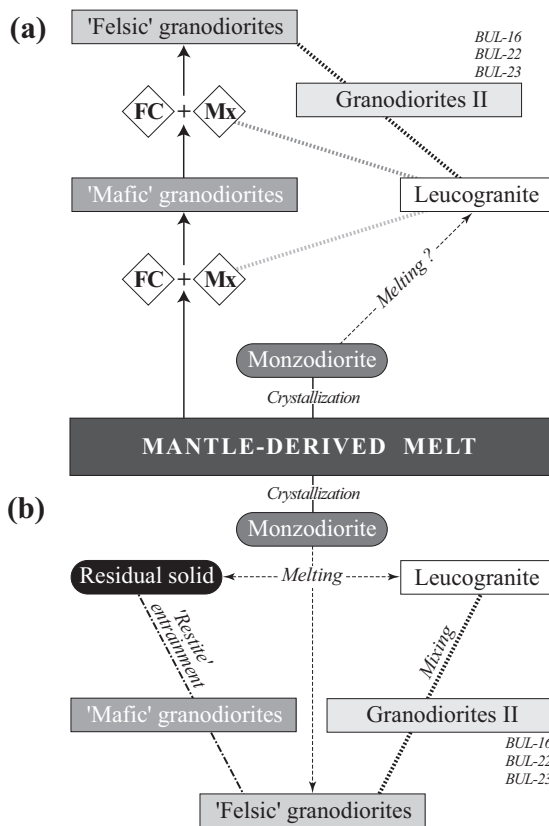 (a)
'Felsic' granodiorites
BUL-16
BUL-22
BUL-23
Granodiorites II
FC + Mx
'Mafic' granodiorites
Leucogranite
FC + Mx
Melting ?
Monzodiorite
Crystallization
MANTLE-DERIVED MELT
Crystallization
(b)
Monzodiorite
Residual solid
Melting
Leucogranite
'Restite'
entrainment
Mixing
'Mafic' granodiorites
Granodiorites II
BUL-16
BUL-22
BUL-23
'Felsic' granodiorites